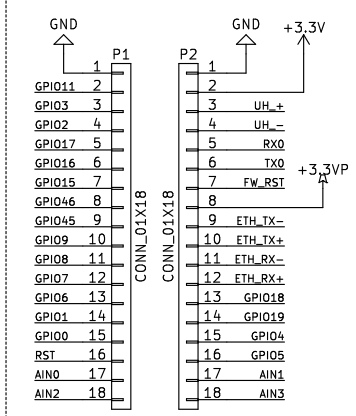 GND GND +3.3V
P1 P2
1 1
GPIO11 2 2
GPIO3 3 3 UH_+
GPIO2 4 4 UH_-
GPIO17 5 5 RX0
GPIO16 6 6 TX0
GPIO15 7 7 FW_RST
+3.3VP
GPIO46 8 8
GPIO45 9 9 ETH_TX-
GPIO9 10 10 ETH_TX+
GPIO8 11 11 ETH_RX-
GPIO7 12 12 ETH_RX+
GPIO6 13 13 GPIO18
GPIO1 14 14 GPIO19
GPIO0 15 15 GPIO4
RST 16 16 GPIO5
AIN0 17 17 AIN1
AIN2 18 18 AIN3
CONN_01X18
CONN_01X18